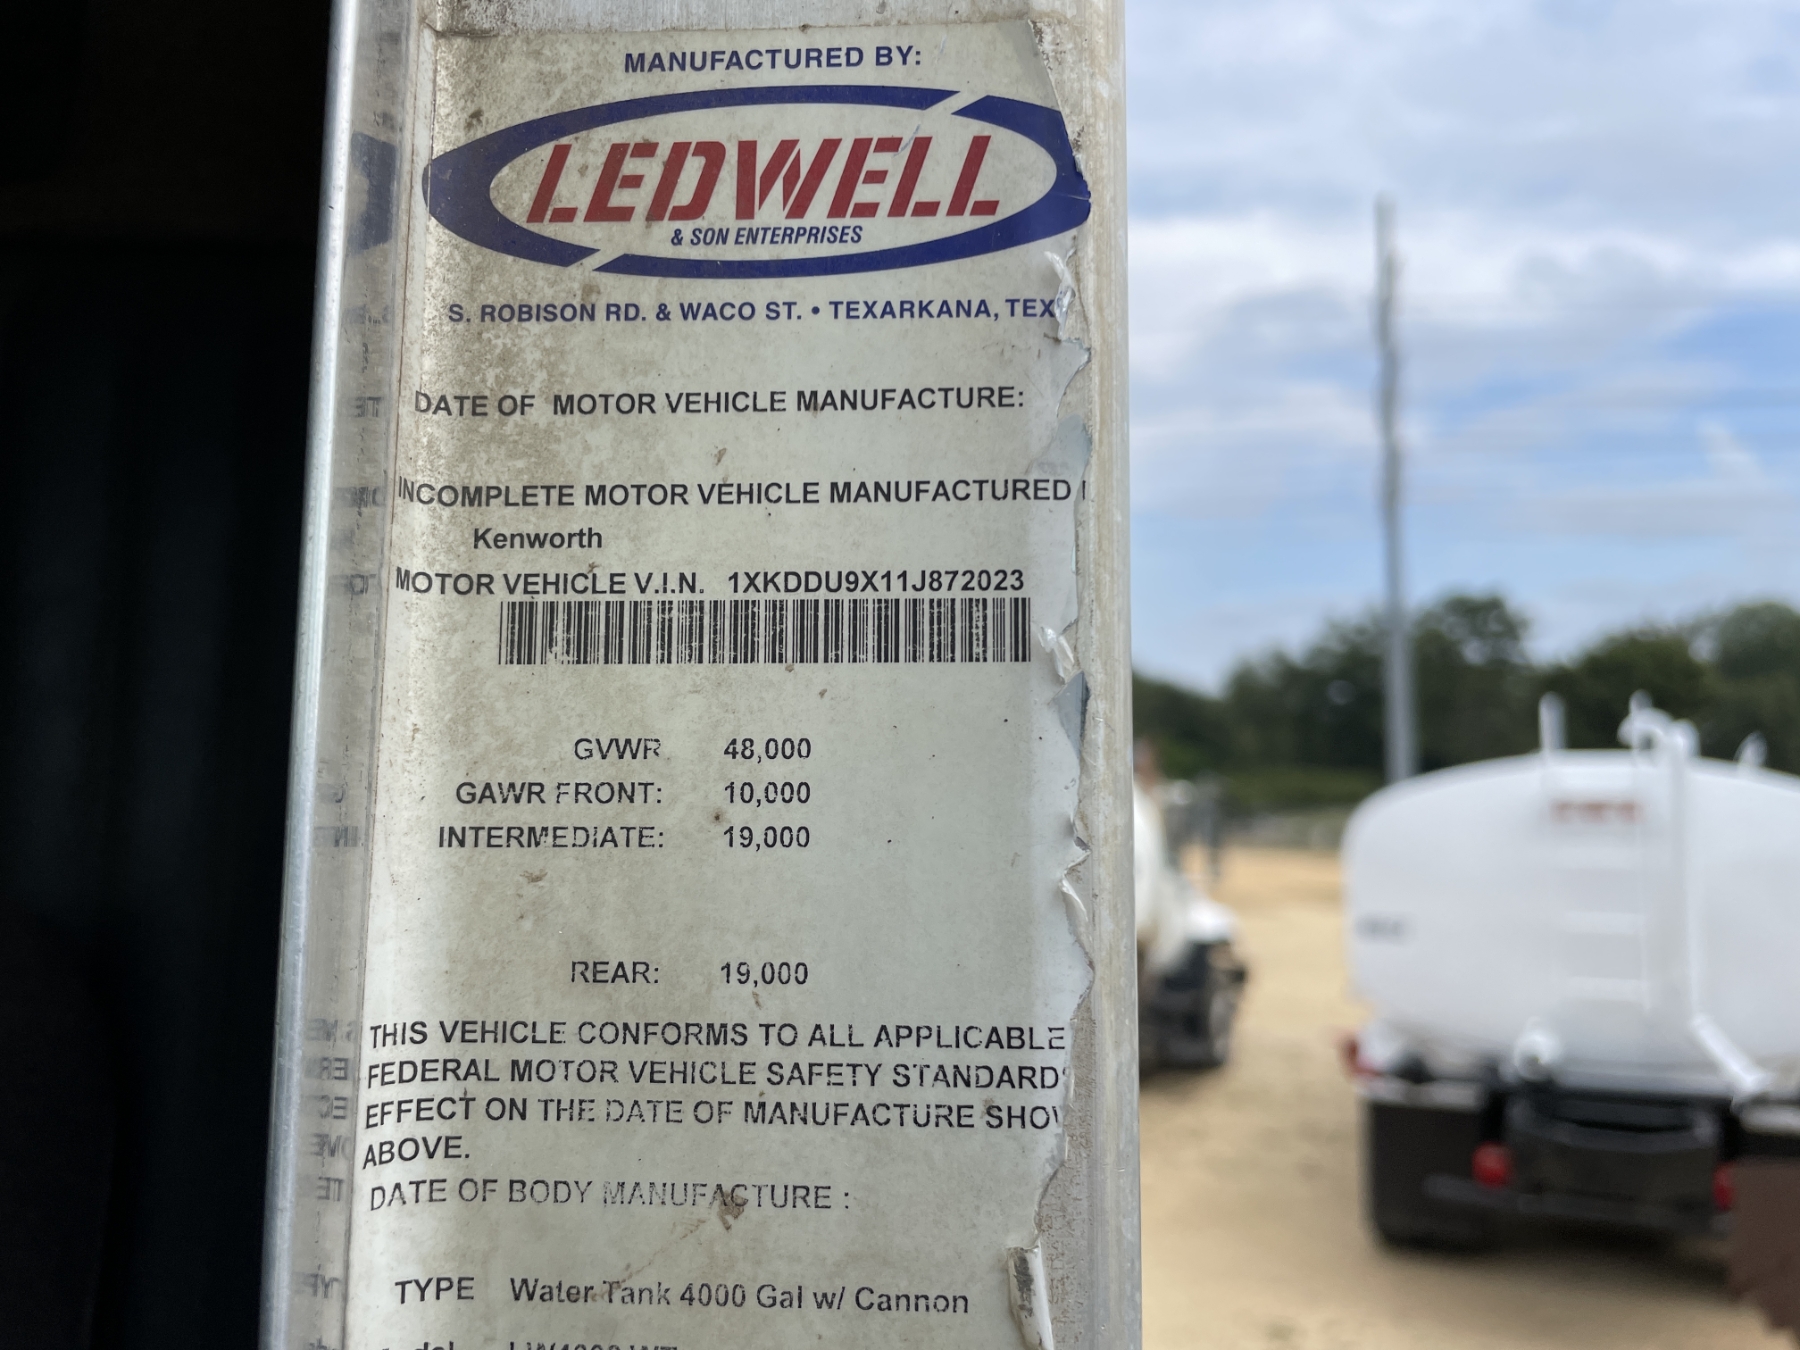 MANUFACTURED BY:
LEDWELL
& SON ENTERPRISES
S. ROBISON RD. & WACO ST. • TEXARKANA, TEX
DATE OF MOTOR VEHICLE MANUFACTURE:
INCOMPLETE MOTOR VEHICLE MANUFACTURED
Kenworth
MOTOR VEHICLE V.I.N. 1XKDDU9X11J872023
GVWR 48,000
GAWR FRONT: 10,000
INTERMEDIATE: 19,000
REAR: 19,000
THIS VEHICLE CONFORMS TO ALL APPLICABLE
FEDERAL MOTOR VEHICLE SAFETY STANDARD
EFFECT ON THE DATE OF MANUFACTURE SHO
ABOVE.
DATE OF BODY MANUFACTURE :
TYPE Water Tank 4000 Gal w/ Cannon